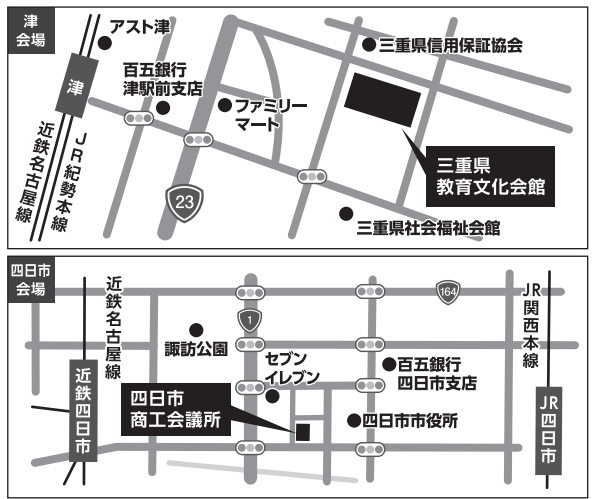 津
会場
アスト津
三重県信用保証協会
百五銀行
津駅前支店
ファミリー
マート
津
近鉄名古屋線
JR紀勢本線
三重県
教育文化会館
23
三重県社会福祉会館
四日市
会場
近鉄名古屋線
164
JR関西本線
1
諏訪公園
セブン
イレブン
百五銀行
四日市支店
近鉄四日市
四日市
商工会議所
四日市市役所
JR四日市